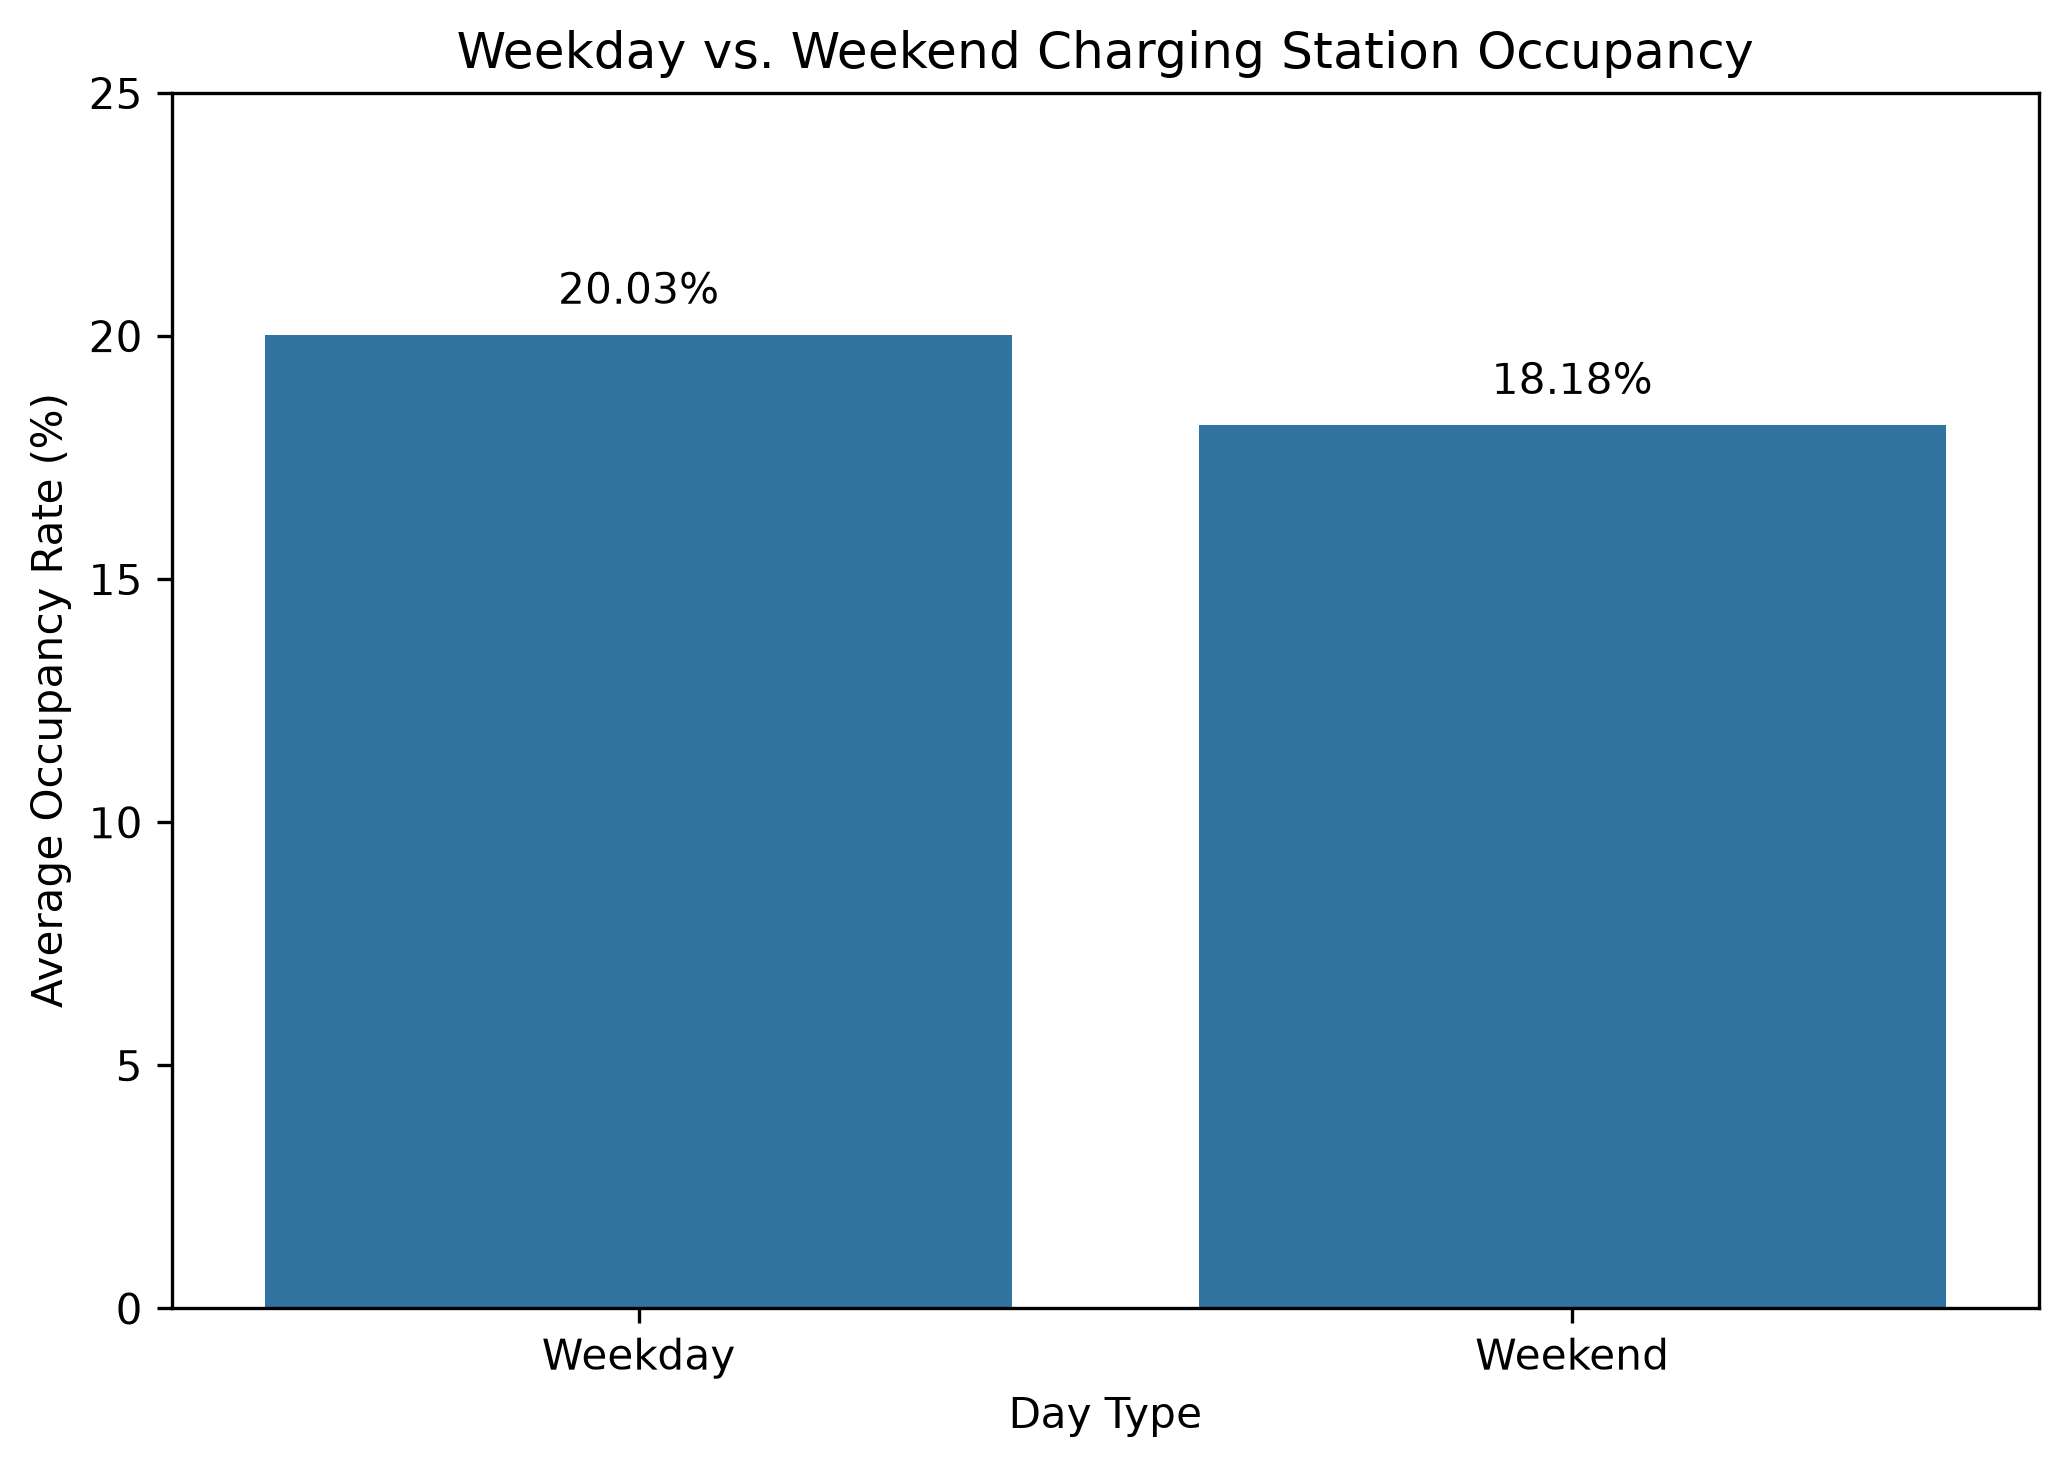 Weekday vs. Weekend Charging Station Occupancy
Average Occupancy Rate (%)
25
20
15
10
5
0
20.03%
18.18%
Weekday
Weekend
Day Type